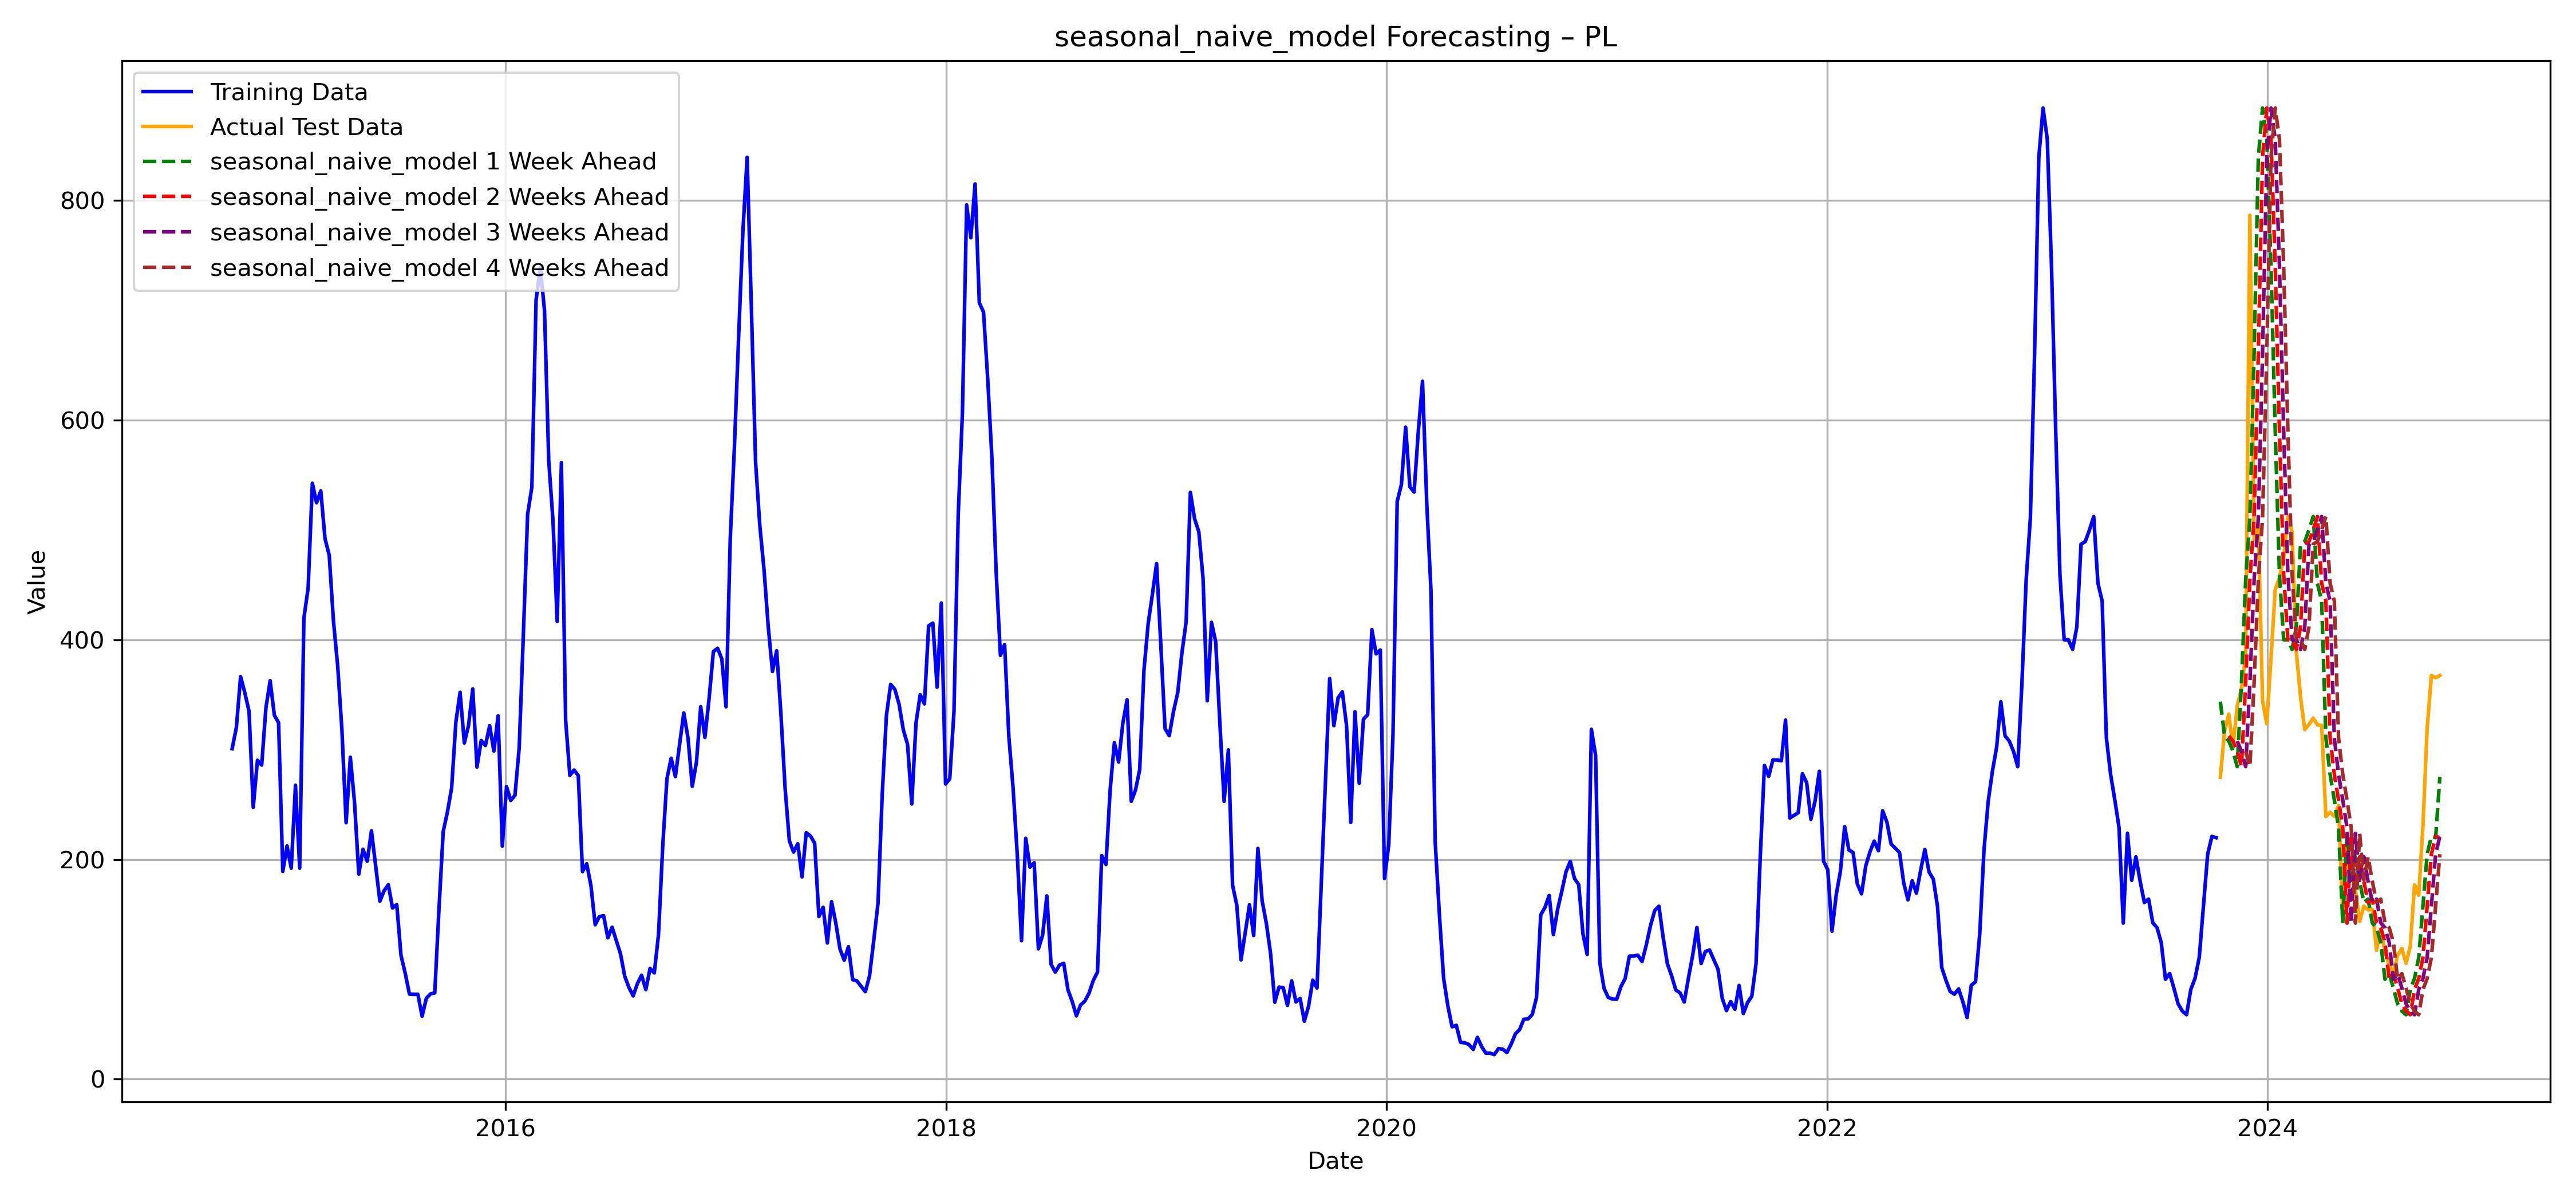 seasonal_naive_model Forecasting – PL
Training Data
Actual Test Data
seasonal_naive_model 1 Week Ahead
seasonal_naive_model 2 Weeks Ahead
seasonal_naive_model 3 Weeks Ahead
seasonal_naive_model 4 Weeks Ahead
Value
800
600
400
200
0
2016
2018
2020
2022
2024
Date